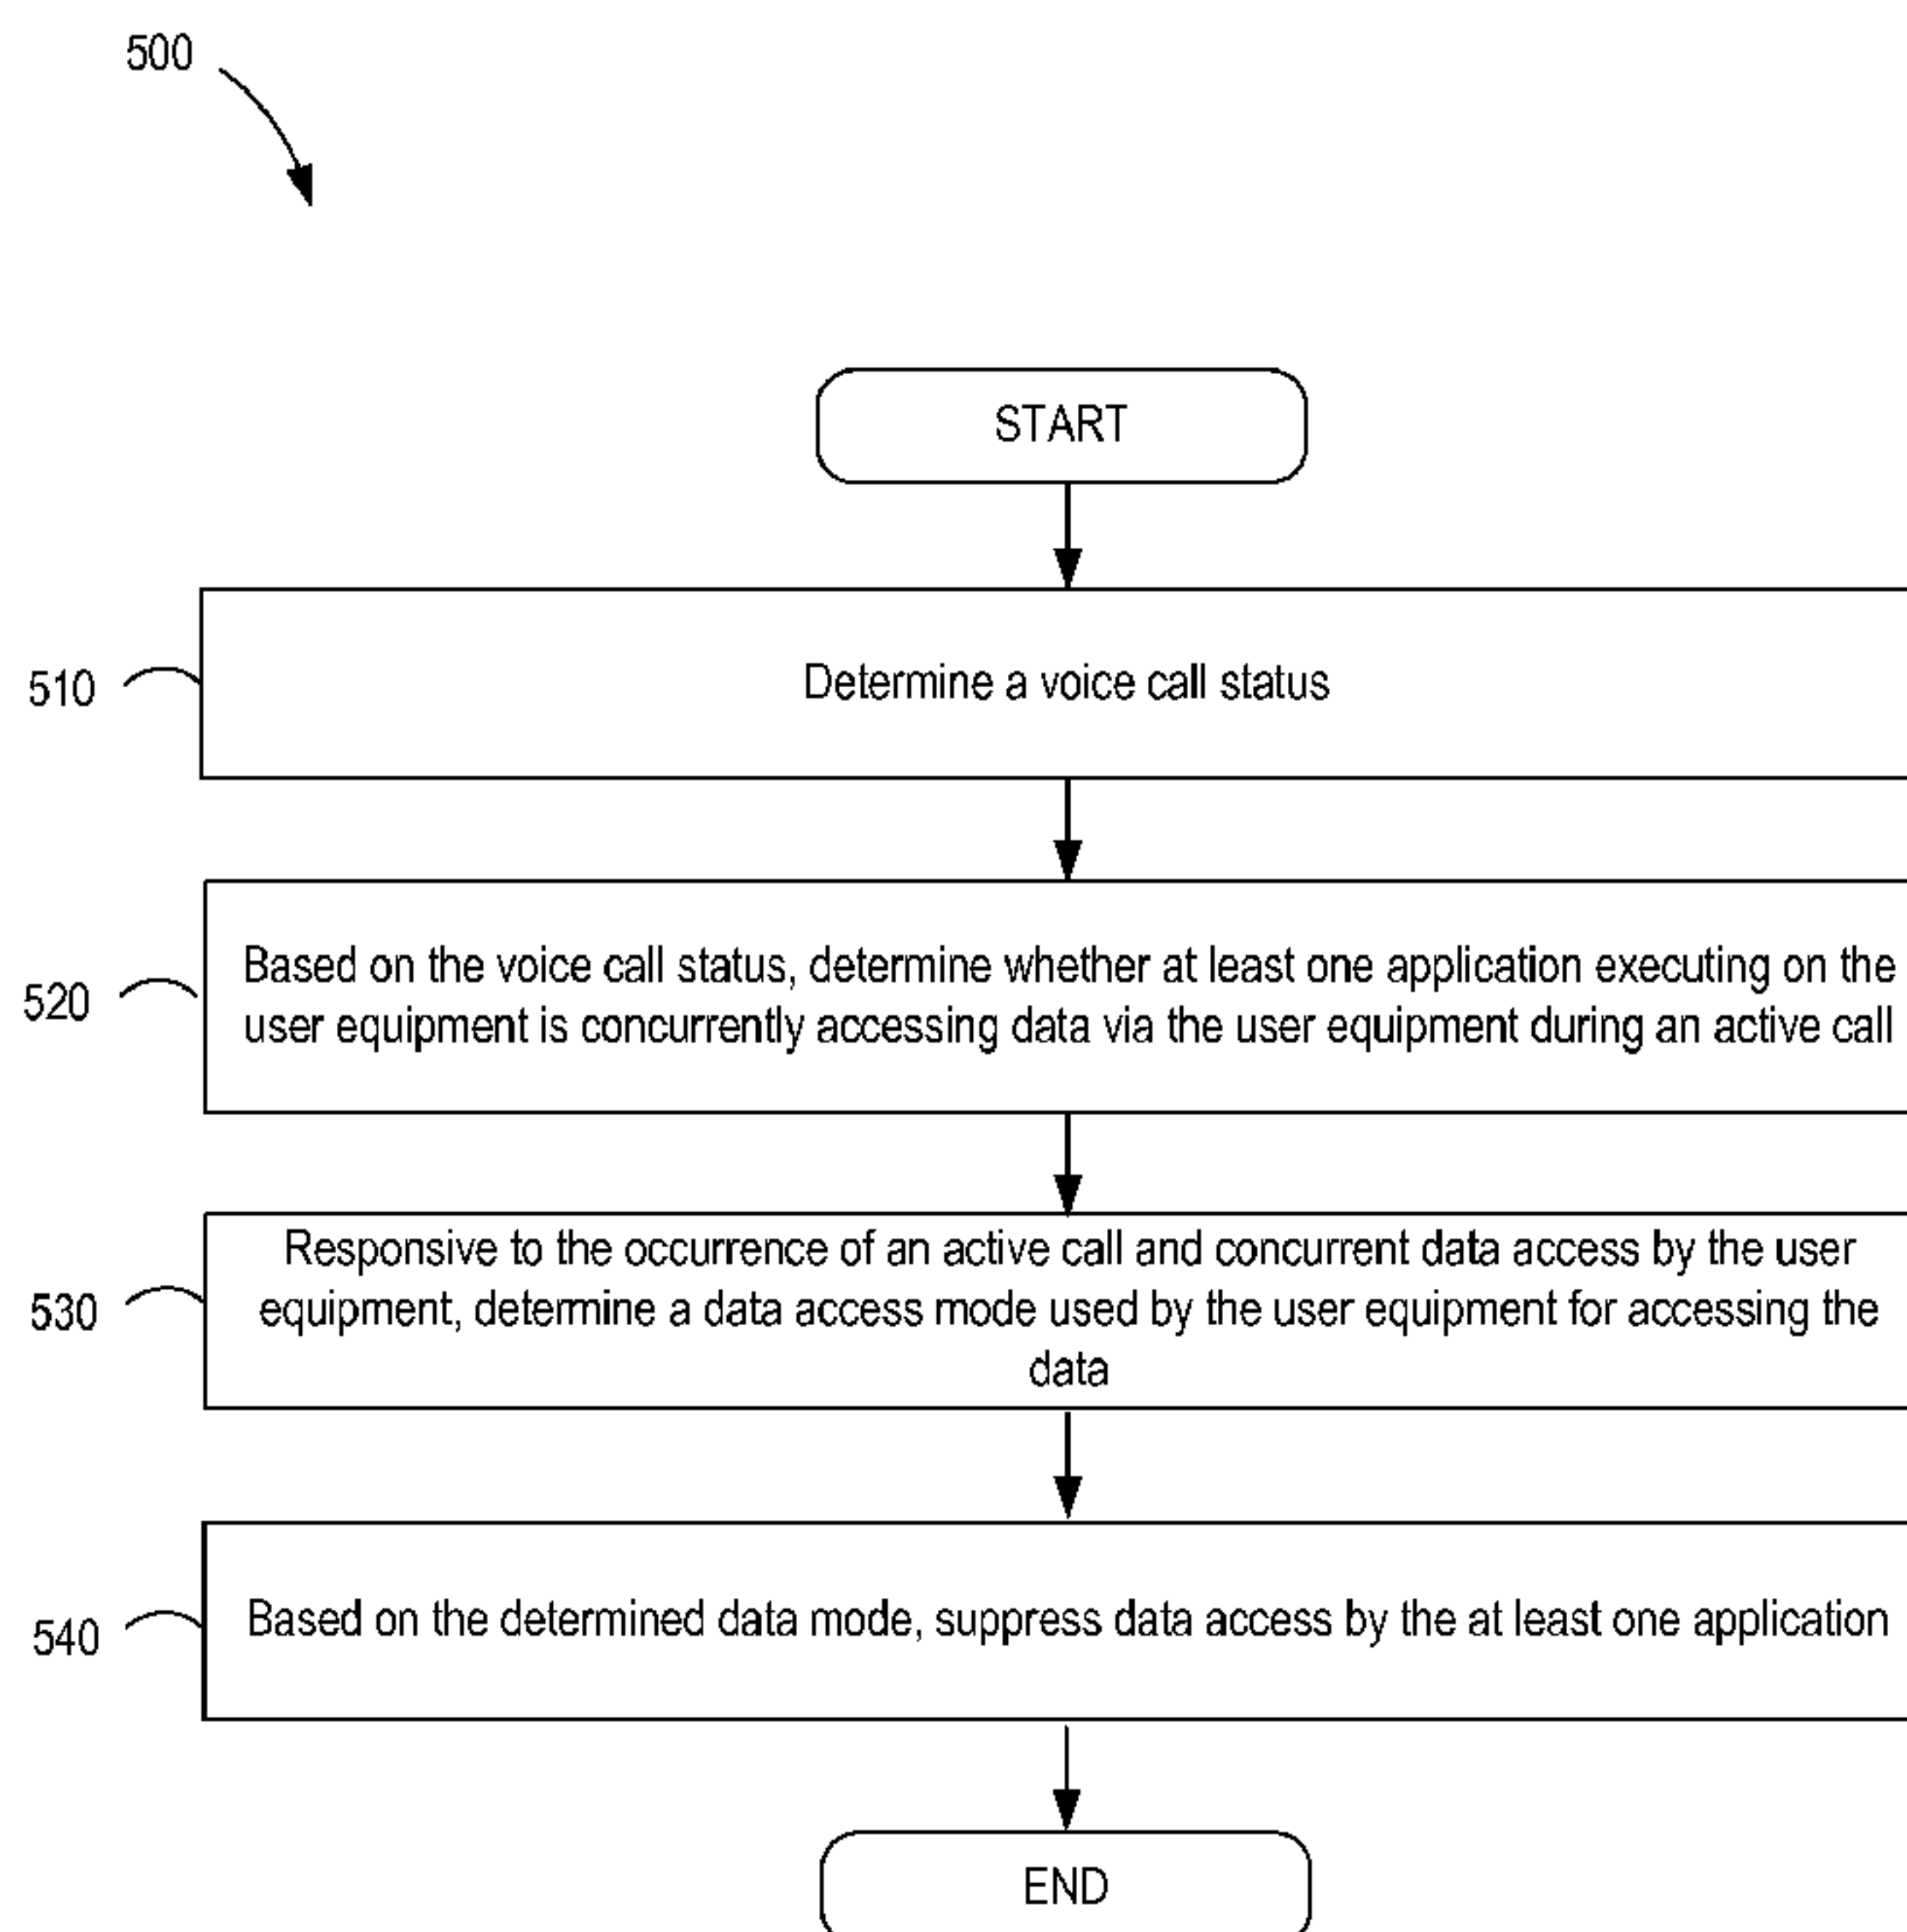 500
START
510
Determine a voice call status
520
Based on the voice call status, determine whether at least one application executing on the
user equipment is concurrently accessing data via the user equipment during an active call
530
Responsive to the occurrence of an active call and concurrent data access by the user
equipment, determine a data access mode used by the user equipment for accessing the
data
540
Based on the determined data mode, suppress data access by the at least one application
END